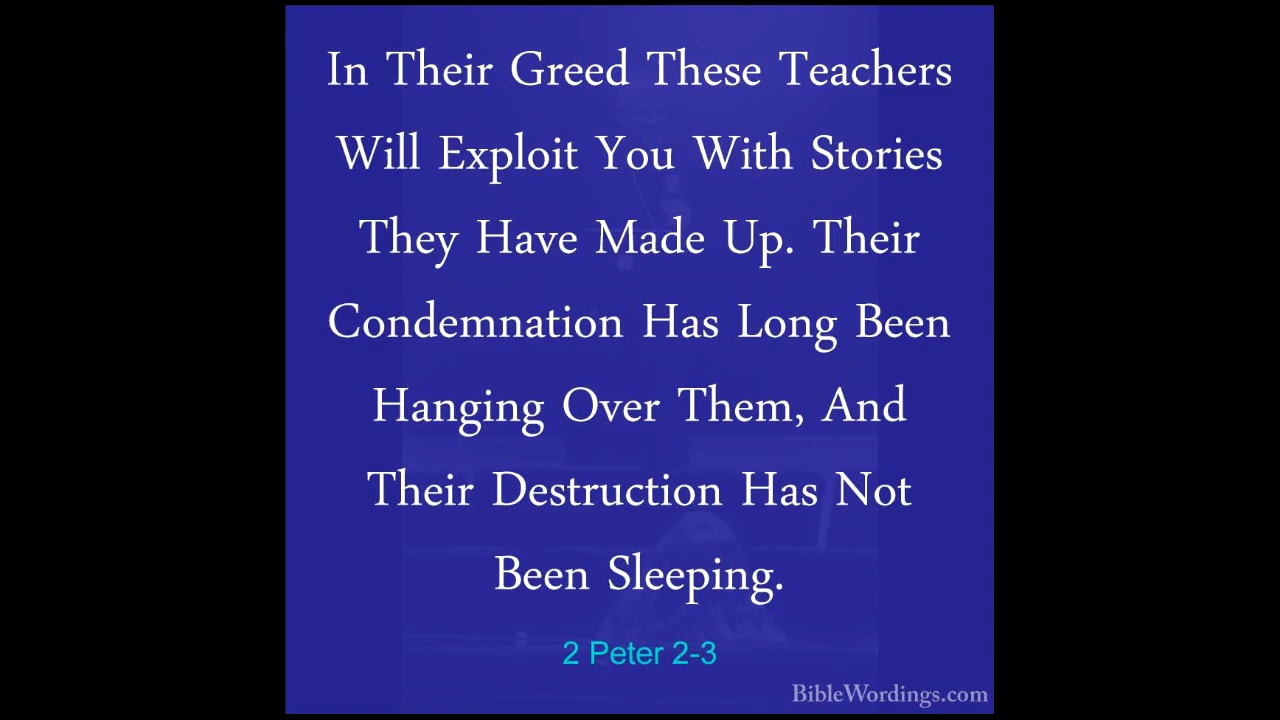 In Their Greed These Teachers
Will Exploit You With Stories
They Have Made Up. Their
Condemnation Has Long Been
Hanging Over Them, And
Their Destruction Has Not
Been Sleeping.
2 Peter 2-3
BibleWordings.com